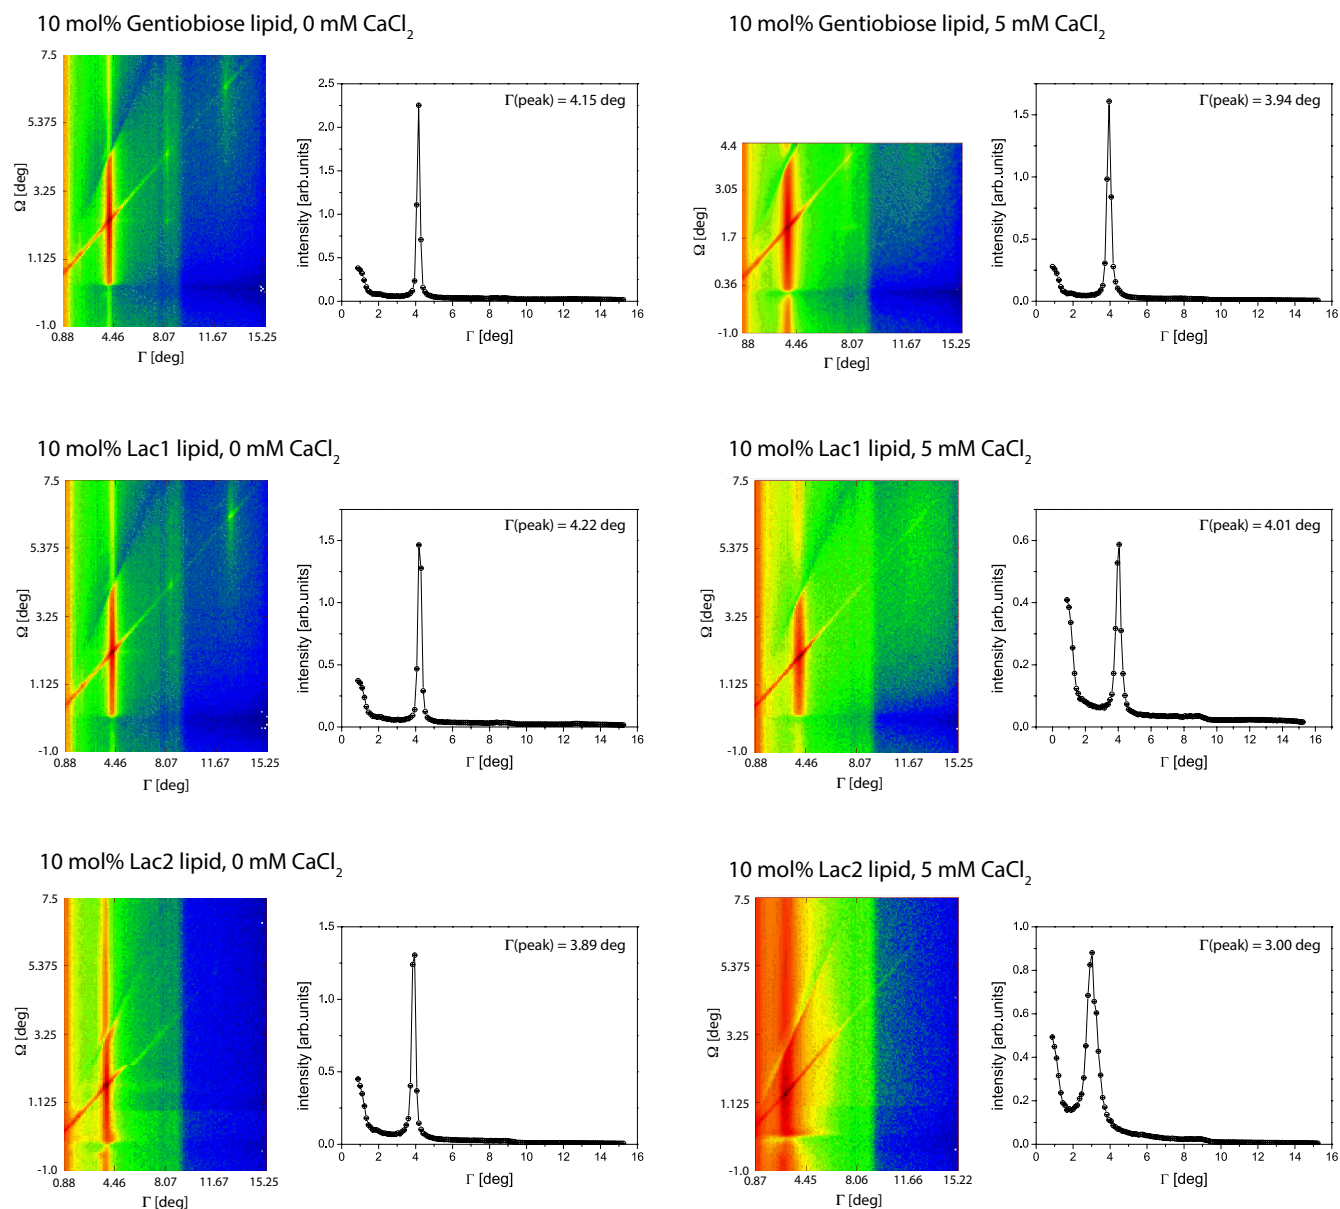 10 mol% Gentiobiose lipid, 0 mM CaCl2
7.5
5.375
3.25
1.125
-1.0
Ω [deg]
0.88 4.46 8.07 11.67 15.25
Γ [deg]
2.5
2.0
1.5
1.0
0.5
0.0
intensity [arb.units]
Γ(peak) = 4.15 deg
0 2 4 6 8 10 12 14 16
Γ [deg]
10 mol% Gentiobiose lipid, 5 mM CaCl2
4.4
3.05
1.7
0.36
-1.0
Ω [deg]
88 4.46 8.07 11.67 15.25
Γ [deg]
1.5
1.0
0.5
0.0
intensity [arb.units]
Γ(peak) = 3.94 deg
0 2 4 6 8 10 12 14 16
Γ [deg]
10 mol% Lac1 lipid, 0 mM CaCl2
7.5
5.375
3.25
1.125
-1.0
Ω [deg]
0.88 4.46 8.07 11.67 15.25
Γ [deg]
1.5
1.0
0.5
0.0
intensity [arb.units]
Γ(peak) = 4.22 deg
0 2 4 6 8 10 12 14 16
Γ [deg]
10 mol% Lac1 lipid, 5 mM CaCl2
7.5
5.375
3.25
1.125
-1.0
Ω [deg]
0.88 4.46 8.07 11.67 15.25
Γ [deg]
0.6
0.4
0.2
0.0
intensity [arb.units]
Γ(peak) = 4.01 deg
0 2 4 6 8 10 12 14 16
Γ [deg]
10 mol% Lac2 lipid, 0 mM CaCl2
7.5
5.375
3.25
1.125
-1.0
Ω [deg]
0.88 4.46 8.07 11.67 15.25
Γ [deg]
1.5
1.0
0.5
0.0
intensity [arb.units]
Γ(peak) = 3.89 deg
0 2 4 6 8 10 12 14 16
Γ [deg]
10 mol% Lac2 lipid, 5 mM CaCl2
7.5
5.375
3.25
1.125
-1.0
Ω [deg]
0.87 4.46 8.06 11.66 15.22
Γ [deg]
1.0
0.8
0.6
0.4
0.2
0.0
intensity [arb.units]
Γ(peak) = 3.00 deg
0 2 4 6 8 10 12 14 16
Γ [deg]